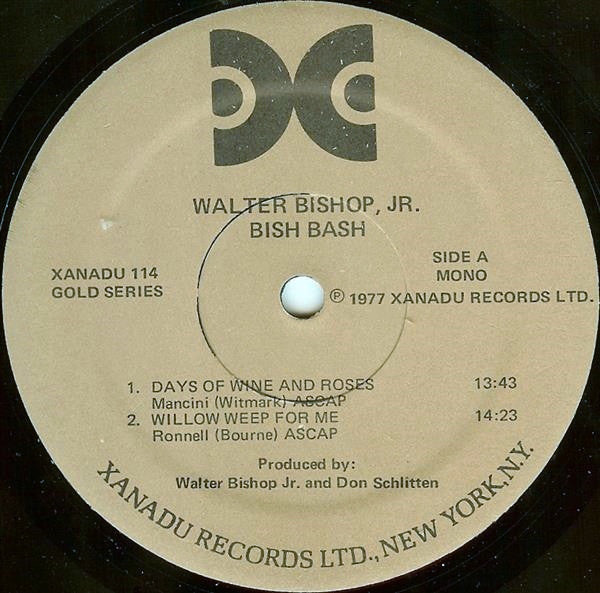 WALTER BISHOP, JR.
BISH BASH
XANADU 114
GOLD SERIES
SIDE A
MONO
Ⓟ 1977 XANADU RECORDS LTD.
1. DAYS OF WINE AND ROSES 13:43
Mancini (Witmark) ASCAP
2. WILLOW WEEP FOR ME 14:23
Ronnell (Bourne) ASCAP
Produced by:
Walter Bishop Jr. and Don Schlitten
XANADU RECORDS LTD., NEW YORK, N.Y.